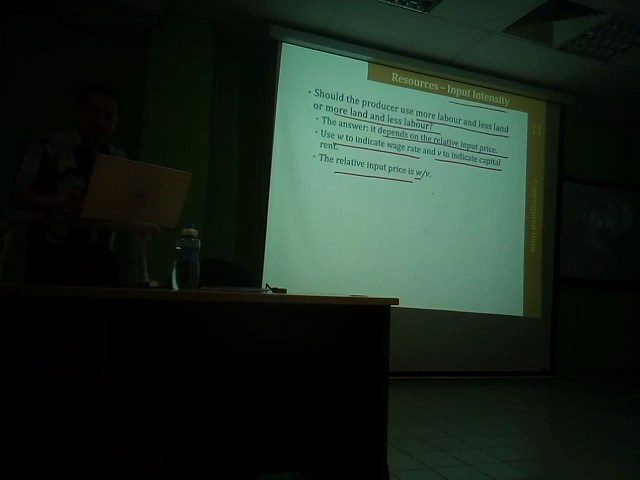 Resources – Input Intensity
- Should the producer use more labour and less land
or more land and less labour?
- The answer: it depends on the relative input price.
- Use w to indicate wage rate and v to indicate capital
rent.
- The relative input price is w/v.